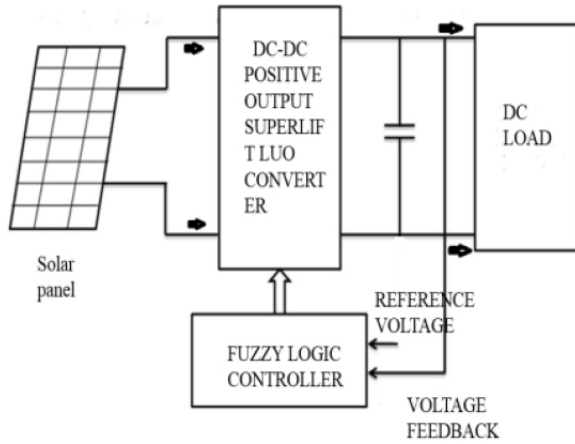 DC-DC
POSITIVE
OUTPUT
SUPERLIF
T LUO
CONVERT
ER
DC
LOAD
Solar
panel
REFERENCE
VOLTAGE
FUZZY LOGIC
CONTROLLER
VOLTAGE
FEEDBACK